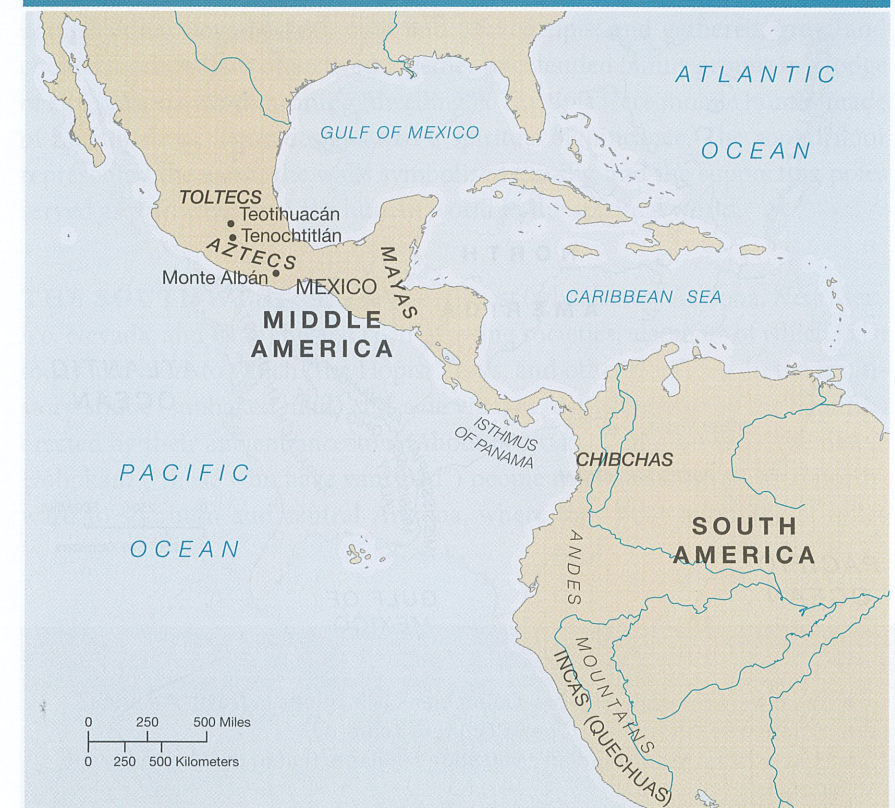 ATLANTIC
OCEAN
GULF OF MEXICO
TOLTECS
Teotihuacán
Tenochtitlán
AZTECS
Monte Albán
MEXICO
MAYAS
MIDDLE
AMERICA
CARIBBEAN SEA
ISTHMUS
OF PANAMA
CHIBCHAS
PACIFIC
OCEAN
SOUTH
AMERICA
ANDES MOUNTAINS
INCAS (QUECHUAS)
0 250 500 Miles
0 250 500 Kilometers